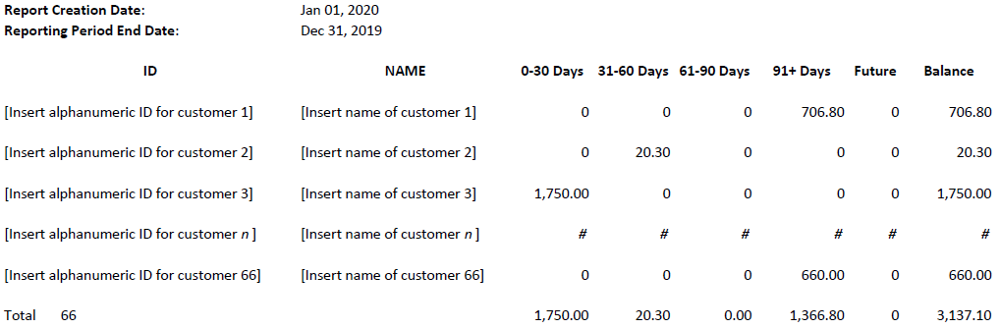 Report Creation Date: Jan 01, 2020
Reporting Period End Date: Dec 31, 2019
ID NAME 0-30 Days 31-60 Days 61-90 Days 91+ Days Future Balance
[Insert alphanumeric ID for customer 1] [Insert name of customer 1] 0 0 0 706.80 0 706.80
[Insert alphanumeric ID for customer 2] [Insert name of customer 2] 0 20.30 0 0 0 20.30
[Insert alphanumeric ID for customer 3] [Insert name of customer 3] 1,750.00 0 0 0 0 1,750.00
[Insert alphanumeric ID for customer n ] [Insert name of customer n ] # # # # # #
[Insert alphanumeric ID for customer 66] [Insert name of customer 66] 0 0 0 660.00 0 660.00
Total 66 1,750.00 20.30 0.00 1,366.80 0 3,137.10